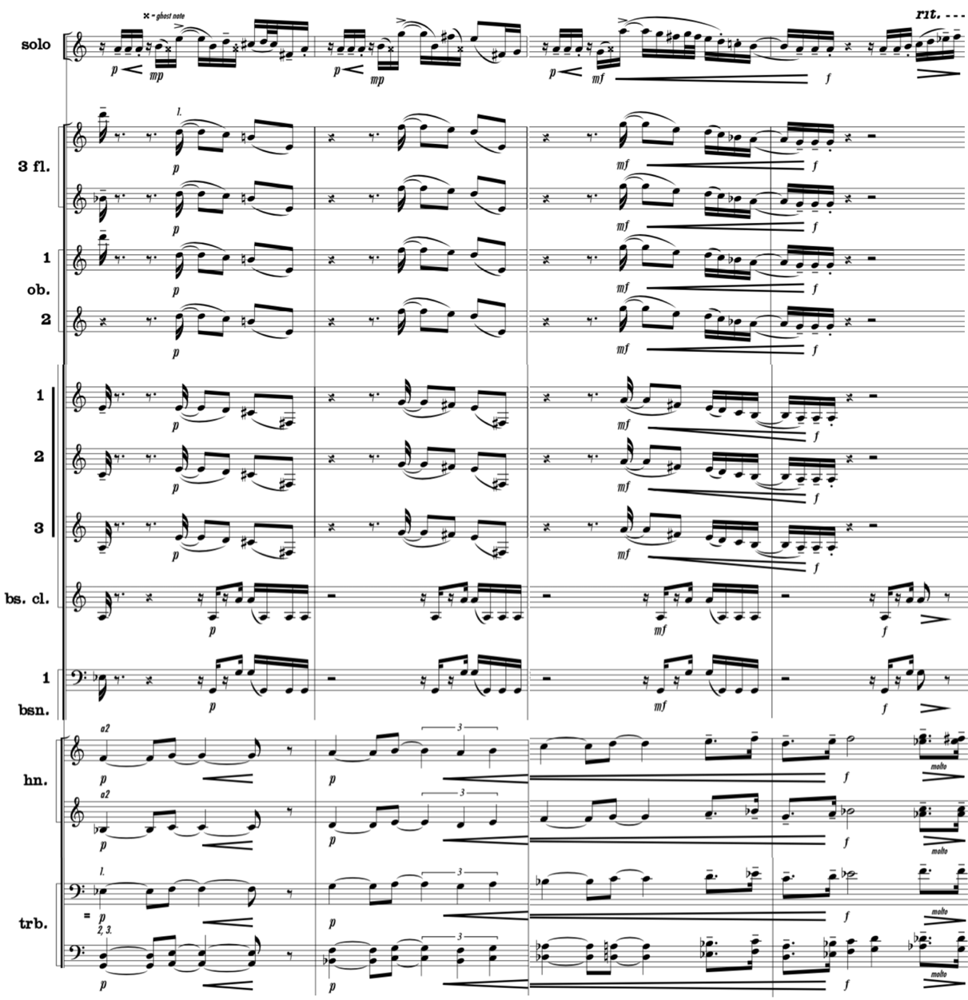 rit.
× = ghost note
solo
p mp p mp p mf f
1.
3 fl.
p mf f
p mf f
1
p mf f
ob.
2
p mf f
1
p mf f
2
p mf f
3
p mf f
bs. cl.
p mf f
1
bsn.
p mf f
a2 3
hn.
p p f molto
a2 3
p p f molto
1. 3
trb.
= p p f molto
2, 3. 3
p p f molto